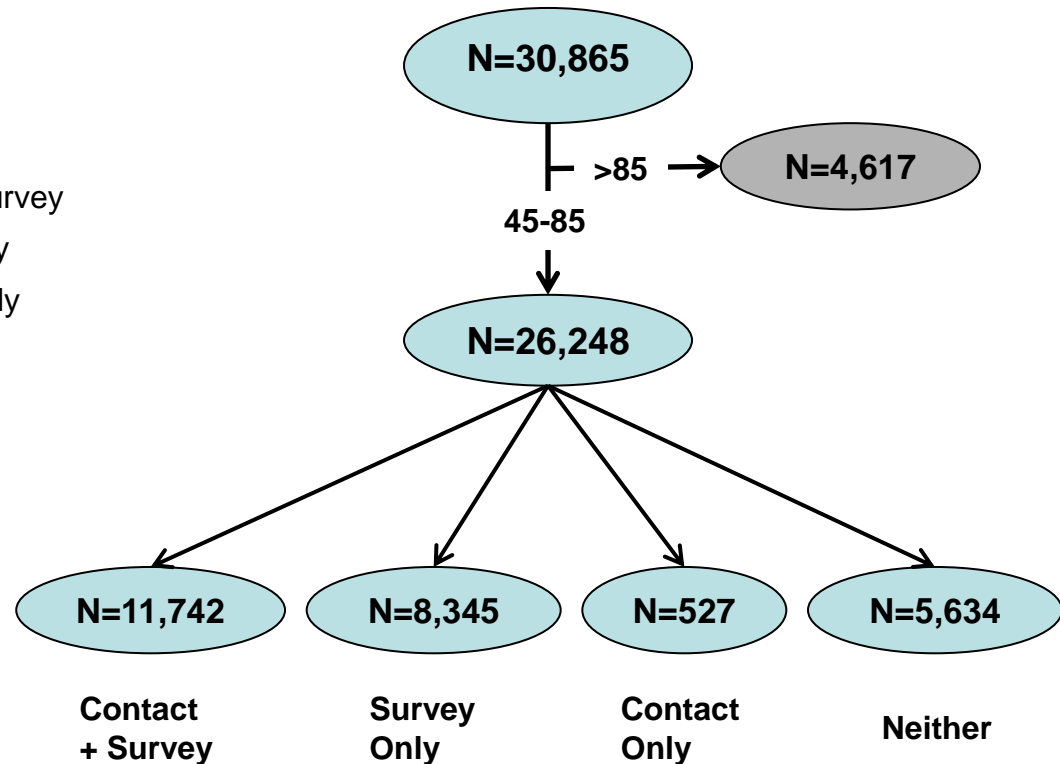 N=30,865
>85
N=4,617
45-85
N=26,248
N=11,742
N=8,345
N=527
N=5,634
Contact
+ Survey
Survey
Only
Contact
Only
Neither